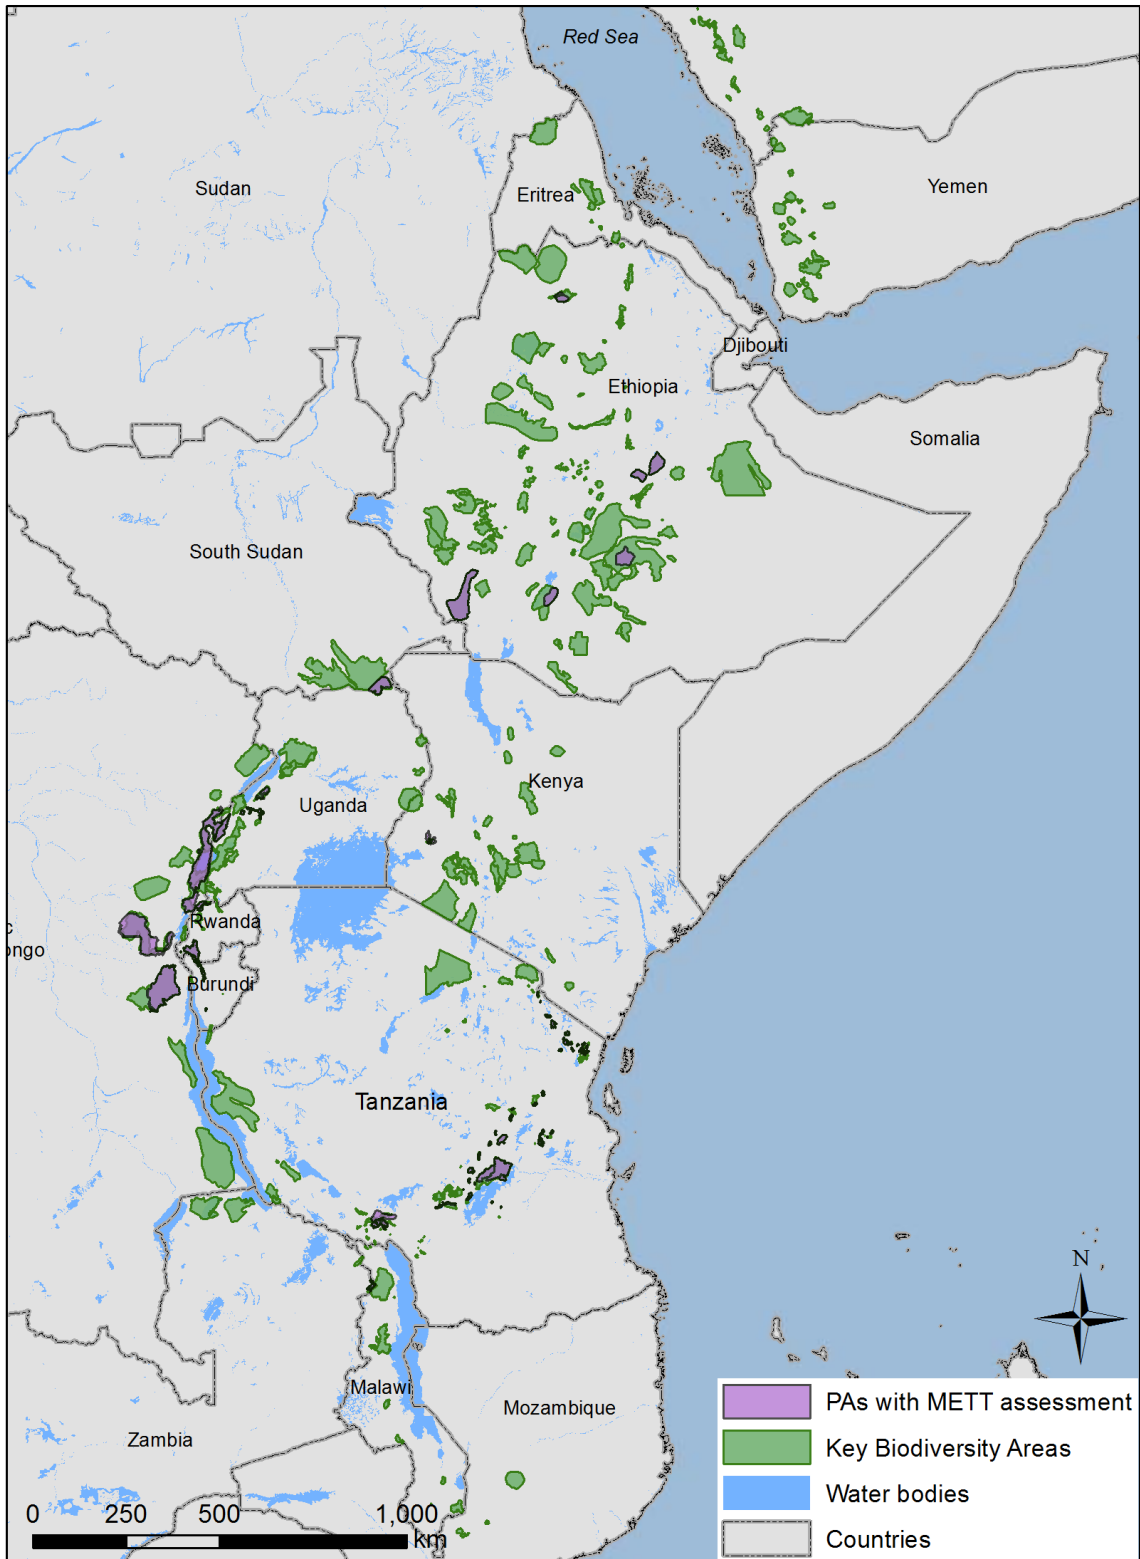 Red Sea
Sudan
Eritrea
Yemen
Djibouti
Ethiopia
Somalia
South Sudan
Kenya
Uganda
Rwanda
c
ongo
Burundi
Tanzania
N
Malawi
Mozambique
Zambia
PAs with METT assessment
Key Biodiversity Areas
Water bodies
Countries
0 250 500 1,000
km